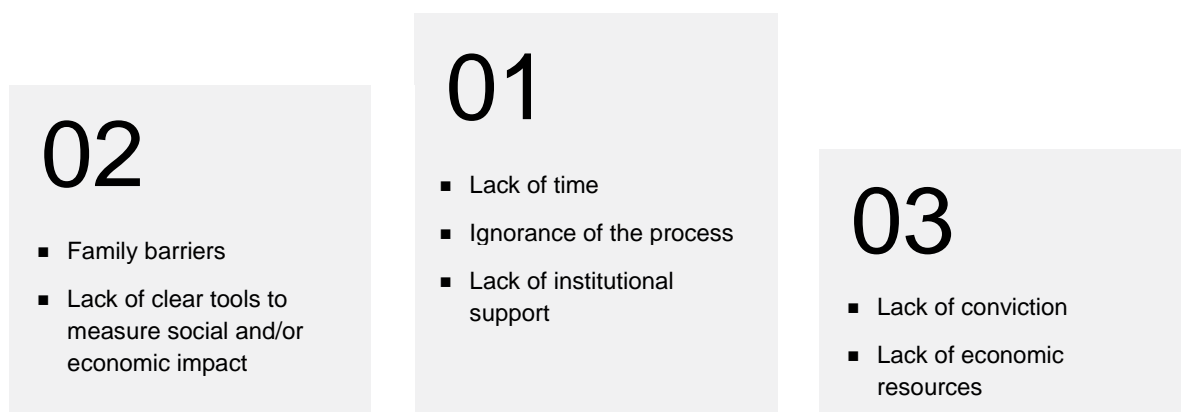 02
■ Family barriers
■ Lack of clear tools to
measure social and/or
economic impact
01
■ Lack of time
■ Ignorance of the process
■ Lack of institutional
support
03
■ Lack of conviction
■ Lack of economic
resources